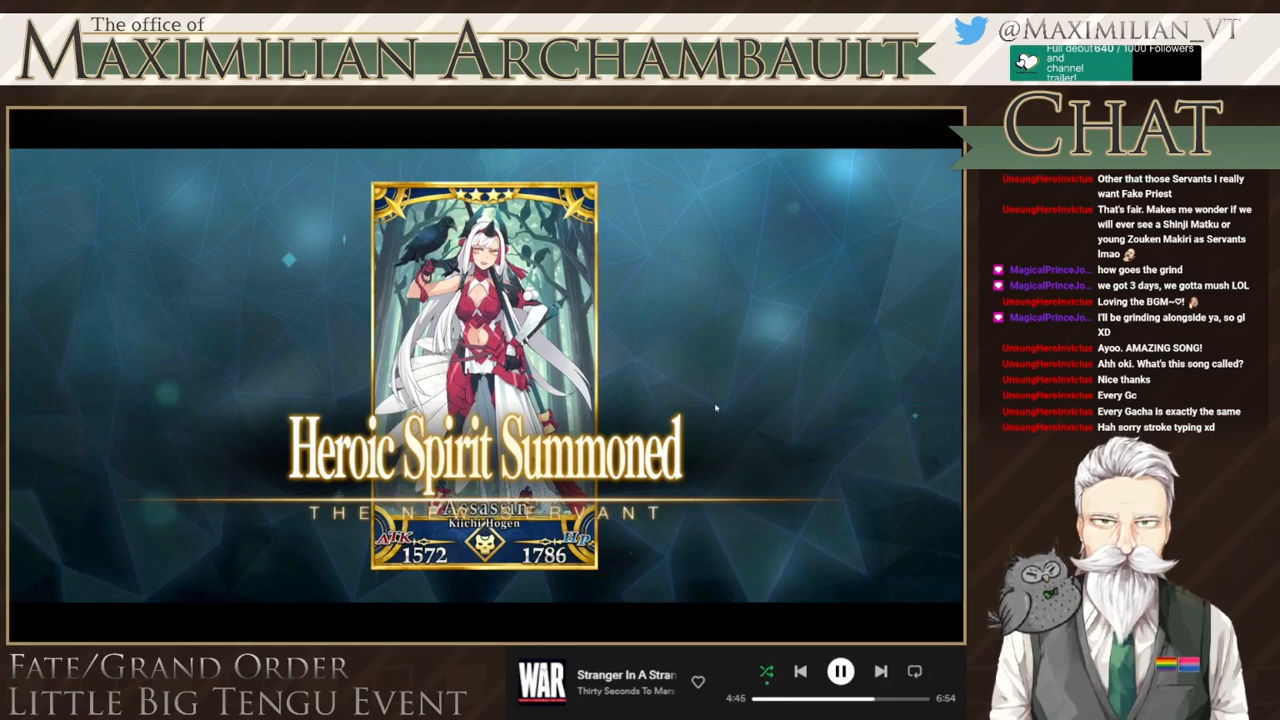 The office of
MAXIMILIAN ARCHAMBAULT
@MAXIMILIAN_VT
Full debut 640 / 1000 Followers
and
channel
trailer!
CHAT
UnsungHeroInvictus Other that those Servants I really
want Fake Priest
UnsungHeroInvictus That's fair. Makes me wonder if we
will ever see a Shinji Matku or
young Zouken Makiri as Servants
lmao
MagicalPrinceJo... how goes the grind
MagicalPrinceJo... we got 3 days, we gotta mush LOL
UnsungHeroInvictus Loving the BGM~♡!
MagicalPrinceJo... I'll be grinding alongside ya, so gl
XD
UnsungHeroInvictus Ayoo. AMAZING SONG!
UnsungHeroInvictus Ahh oki. What's this song called?
UnsungHeroInvictus Nice thanks
UnsungHeroInvictus Every Gc
UnsungHeroInvictus Every Gacha is exactly the same
UnsungHeroInvictus Hah sorry stroke typing xd
Heroic Spirit Summoned
THE NEW SERVANT
Assassin
Kiichi Hogen
ATK 1572
HP 1786
FATE/GRAND ORDER
LITTLE BIG TENGU EVENT
WAR
Stranger In A Stran
Thirty Seconds To Mars
4:45
6:54